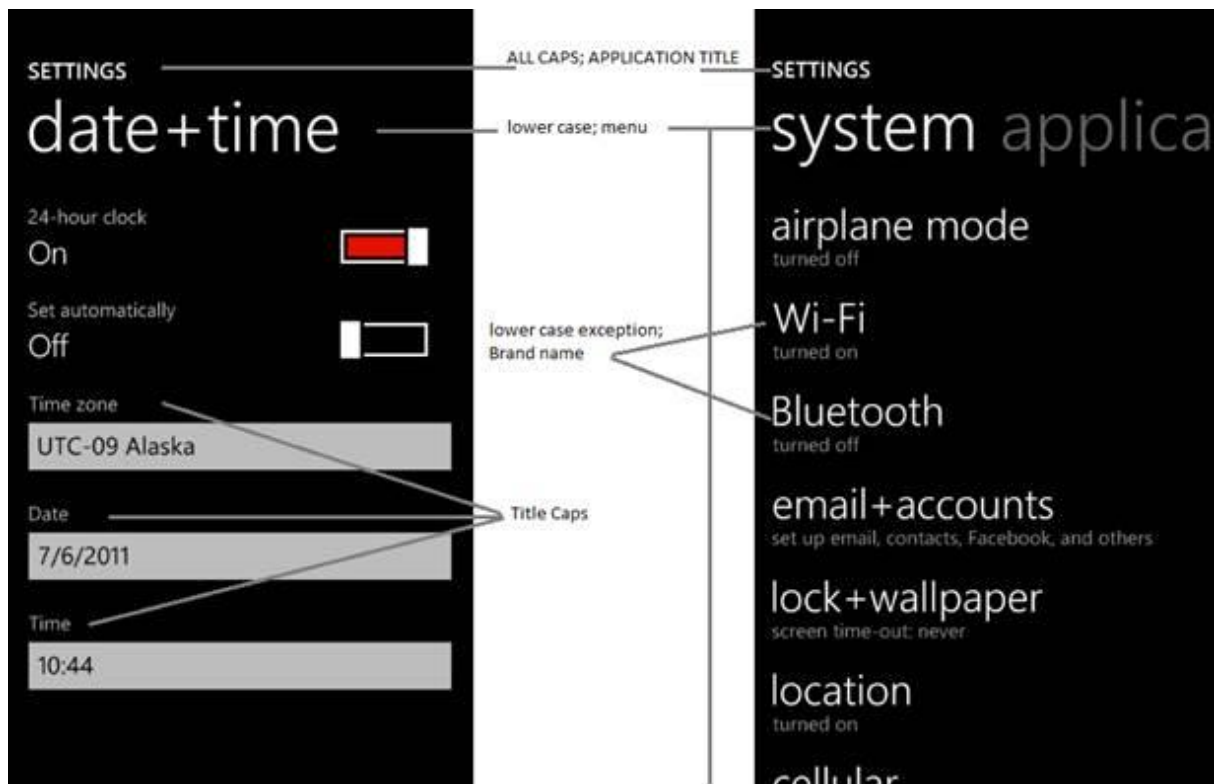 SETTINGS
date+time
24-hour clock
On
Set automatically
Off
Time zone
UTC-09 Alaska
Date
7/6/2011
Time
10:44
ALL CAPS; APPLICATION TITLE
lower case; menu
lower case exception;
Brand name
Title Caps
SETTINGS
system applica
airplane mode
turned off
Wi-Fi
turned on
Bluetooth
turned off
email+accounts
set up email, contacts, Facebook, and others
lock+wallpaper
screen time-out: never
location
turned on
cellular